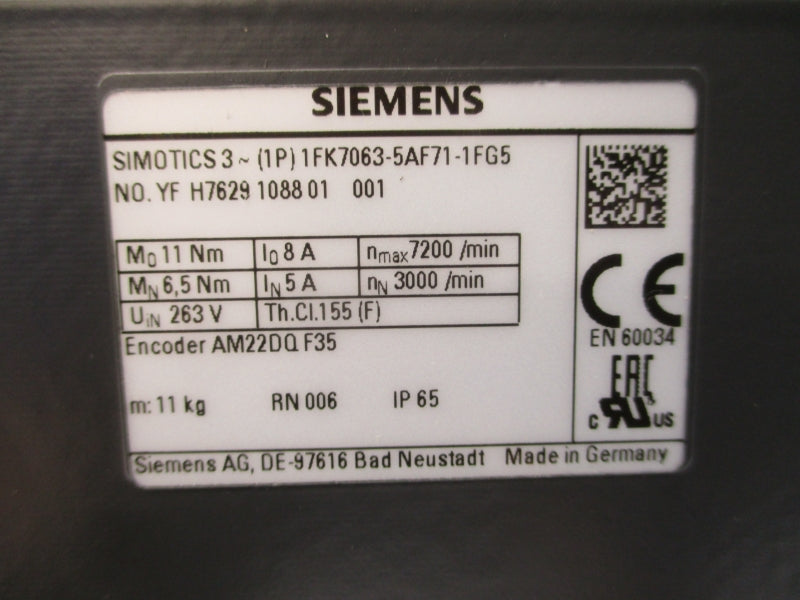 SIEMENS
SIMOTICS 3 ~ (1P) 1FK7063-5AF71-1FG5
NO. YF H7629 1088 01 001
M0 11 Nm I0 8 A nmax 7200 /min
MN 6,5 Nm IN 5 A nN 3000 /min
UIN 263 V Th.Cl.155 (F)
Encoder AM22DQ F35
m: 11 kg RN 006 IP 65
CE
EN 60034
EAC
c RU US
Siemens AG, DE-97616 Bad Neustadt Made in Germany